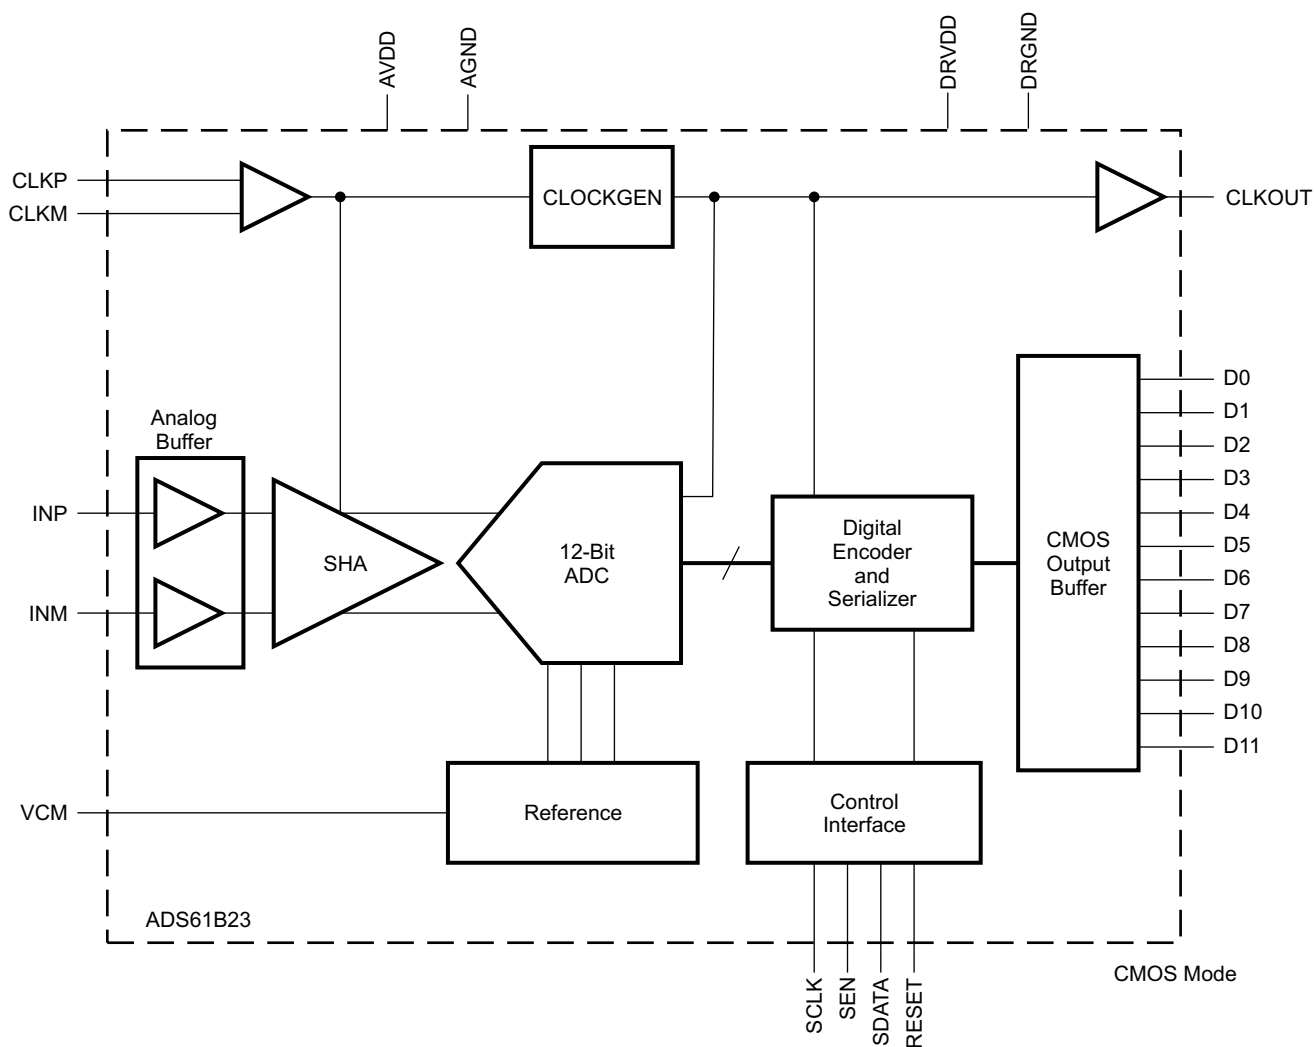 AVDD
AGND
DRVDD
DRGND
CLKP
CLKM
CLOCKGEN
CLKOUT
Analog
Buffer
INP
INM
SHA
12-Bit
ADC
Digital
Encoder
and
Serializer
CMOS
Output
Buffer
D0
D1
D2
D3
D4
D5
D6
D7
D8
D9
D10
D11
VCM
Reference
Control
Interface
ADS61B23
CMOS Mode
SCLK
SEN
SDATA
RESET